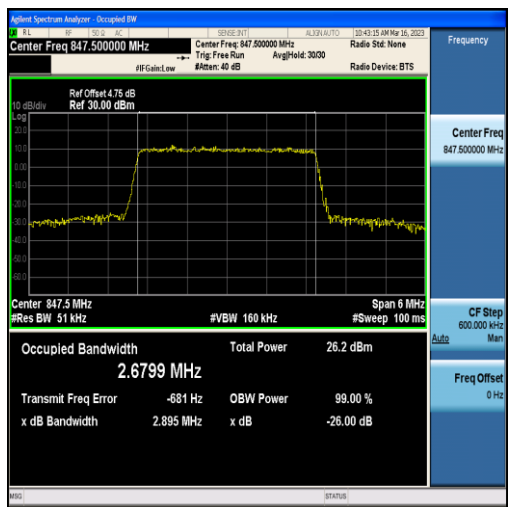 Agilent Spectrum Analyzer - Occupied BW
RL RF 50 Ω AC SENSE:INT ALIGN AUTO 10:43:15 AM Mar 16, 2023
Center Freq 847.500000 MHz
Center Freq: 847.500000 MHz
Radio Std: None
Trig: Free Run Avg|Hold: 30/30
#IFGain:Low #Atten: 40 dB Radio Device: BTS
Ref Offset 4.75 dB
10 dB/div Ref 30.00 dBm
Log
20.0
10.0
0.00
-10.0
-20.0
-30.0
-40.0
-50.0
-60.0
Center 847.5 MHz Span 6 MHz
#Res BW 51 kHz #VBW 160 kHz #Sweep 100 ms
Occupied Bandwidth Total Power 26.2 dBm
2.6799 MHz
Transmit Freq Error -681 Hz OBW Power 99.00 %
x dB Bandwidth 2.895 MHz x dB -26.00 dB
MSG STATUS
Frequency
Center Freq
847.500000 MHz
CF Step
600.000 kHz
Auto Man
Freq Offset
0 Hz